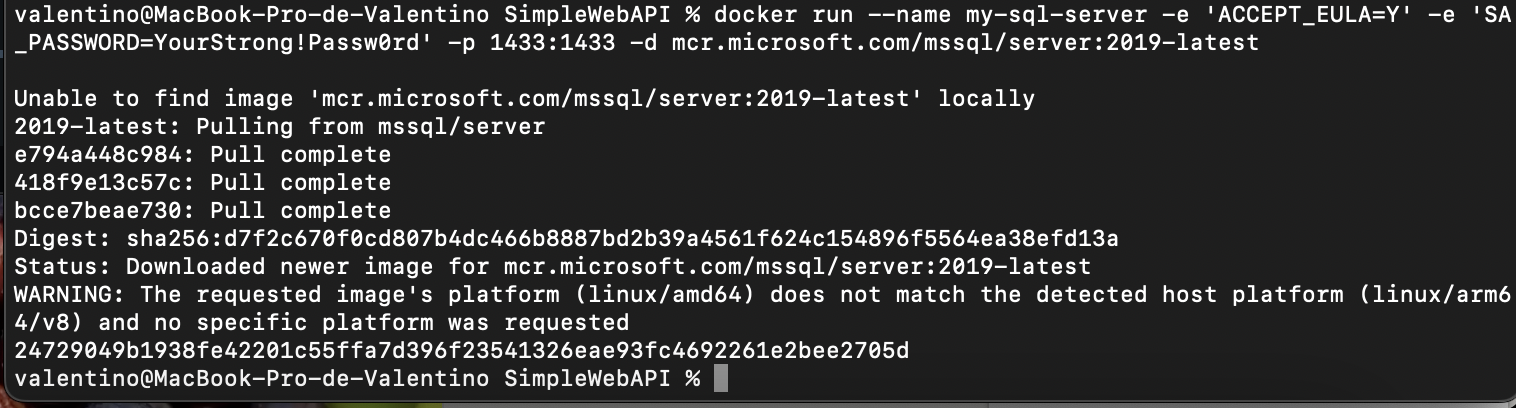 valentino@MacBook-Pro-de-Valentino SimpleWebAPI % docker run --name my-sql-server -e 'ACCEPT_EULA=Y' -e 'SA
_PASSWORD=YourStrong!Passw0rd' -p 1433:1433 -d mcr.microsoft.com/mssql/server:2019-latest
Unable to find image 'mcr.microsoft.com/mssql/server:2019-latest' locally
2019-latest: Pulling from mssql/server
e794a448c984: Pull complete
418f9e13c57c: Pull complete
bcce7beae730: Pull complete
Digest: sha256:d7f2c670f0cd807b4dc466b8887bd2b39a4561f624c154896f5564ea38efd13a
Status: Downloaded newer image for mcr.microsoft.com/mssql/server:2019-latest
WARNING: The requested image's platform (linux/amd64) does not match the detected host platform (linux/arm6
4/v8) and no specific platform was requested
24729049b1938fe42201c55ffa7d396f23541326eae93fc4692261e2bee2705d
valentino@MacBook-Pro-de-Valentino SimpleWebAPI %